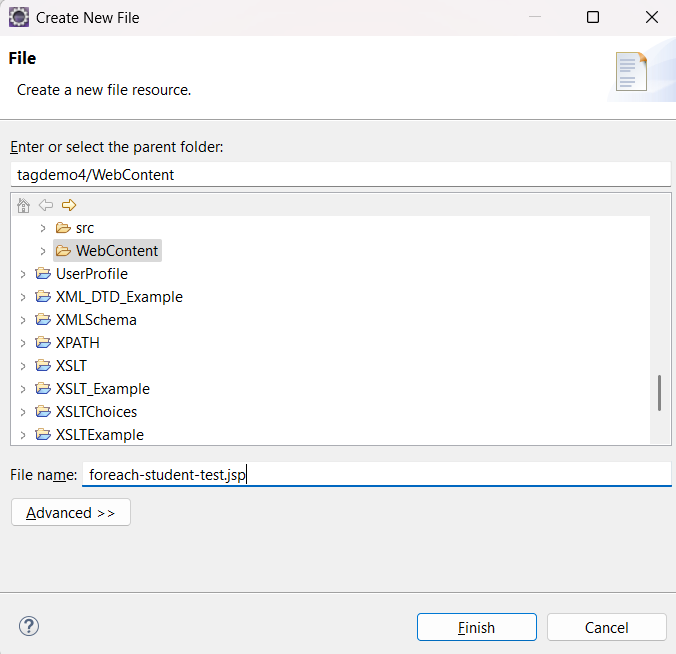 Create New File
File
Create a new file resource.
Enter or select the parent folder:
tagdemo4/WebContent
src
WebContent
UserProfile
XML_DTD_Example
XMLSchema
XPATH
XSLT
XSLT_Example
XSLTChoices
XSLTExample
File name: foreach-student-test.jsp
Advanced >>
? Finish Cancel